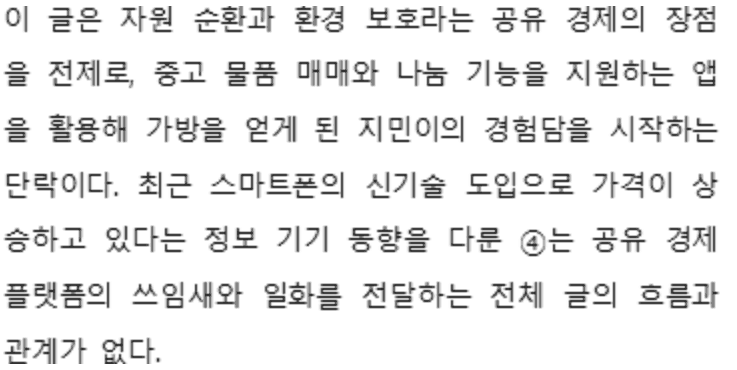 이 글은 자원 순환과 환경 보호라는 공유 경제의 장점
을 전제로, 중고 물품 매매와 나눔 기능을 지원하는 앱
을 활용해 가방을 얻게 된 지민이의 경험담을 시작하는
단락이다. 최근 스마트폰의 신기술 도입으로 가격이 상
승하고 있다는 정보 기기 동향을 다룬 ④는 공유 경제
플랫폼의 쓰임새와 일화를 전달하는 전체 글의 흐름과
관계가 없다.